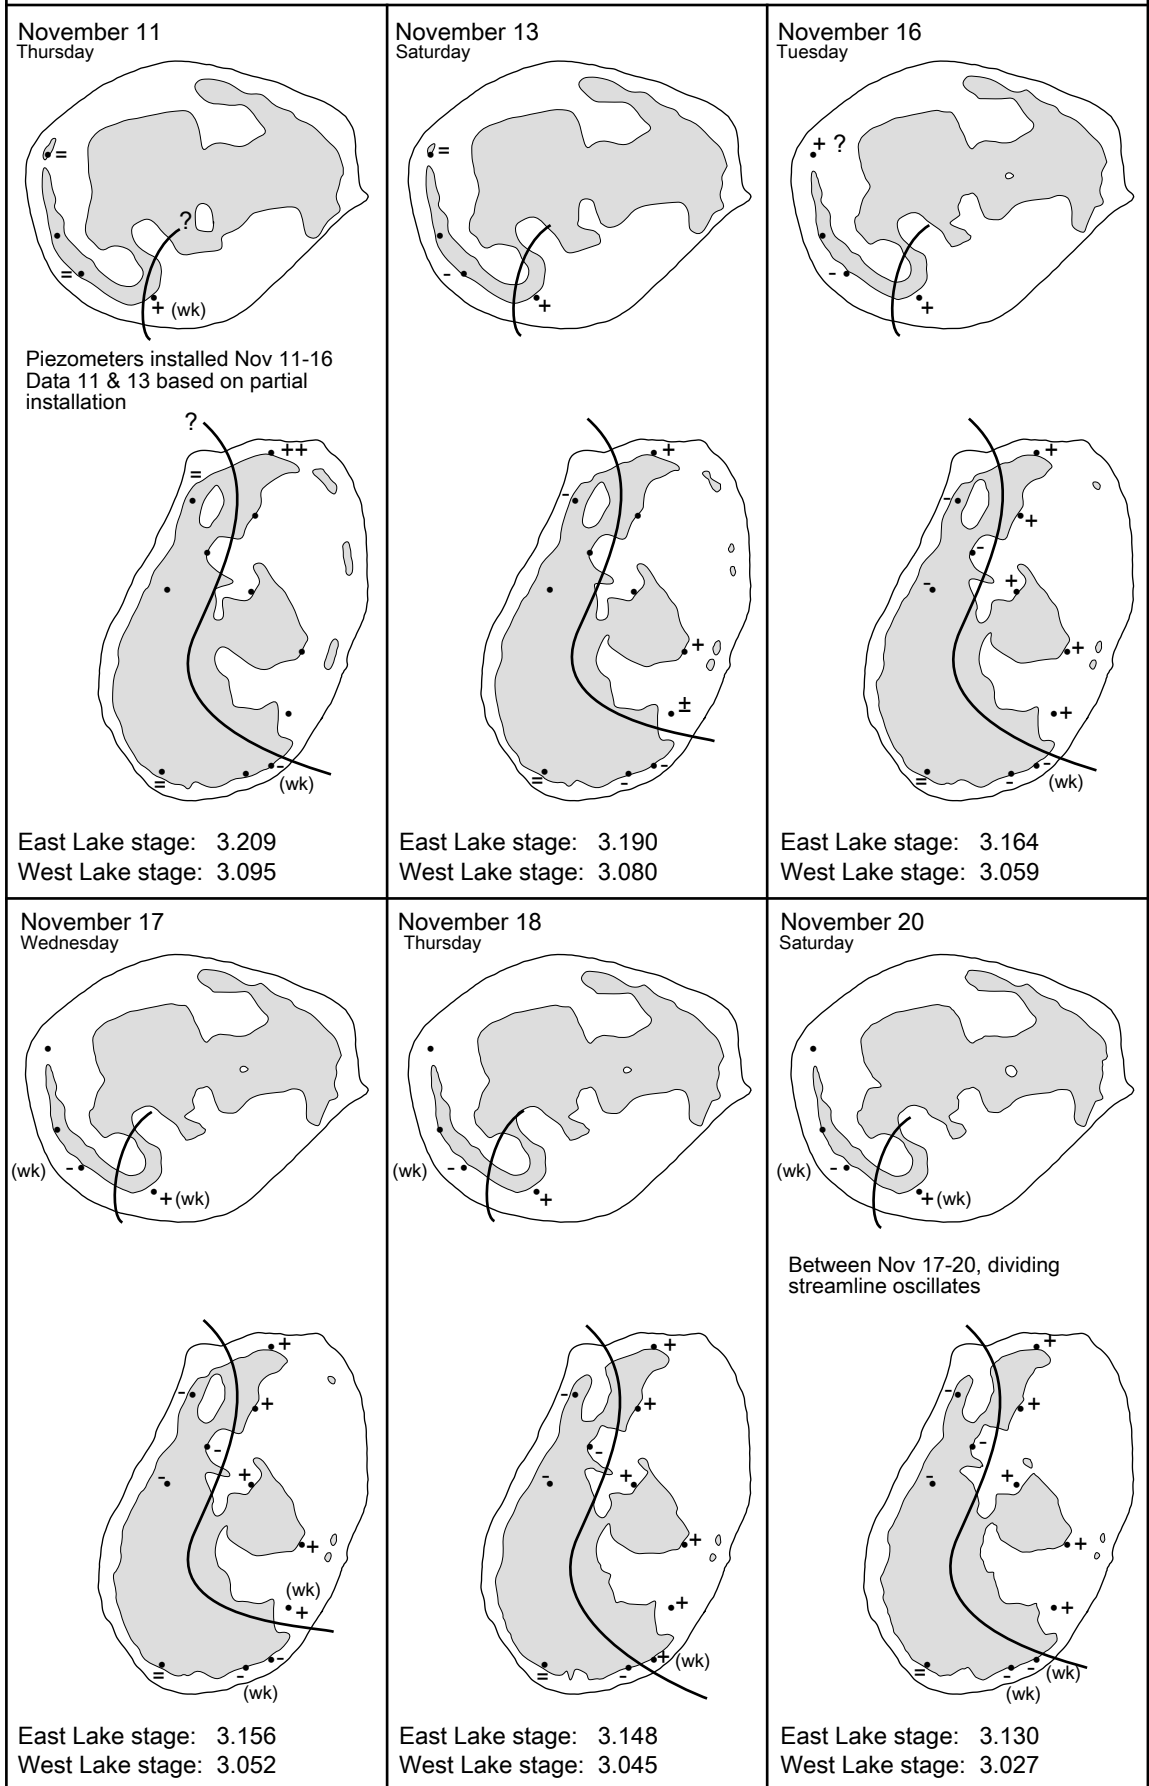 November 11
Thursday
=
?
=
+ (wk)
Piezometers installed Nov 11-16
Data 11 & 13 based on partial
installation
?
++
=
-
=
(wk)
East Lake stage: 3.209
West Lake stage: 3.095
November 13
Saturday
=
-
+
+
-
+
±
-
=
-
East Lake stage: 3.190
West Lake stage: 3.080
November 16
Tuesday
+ ?
-
+
+
-
+
-
-
+
+
+
-
=
-
(wk)
East Lake stage: 3.164
West Lake stage: 3.059
November 17
Wednesday
(wk) -
+ (wk)
+
-
+
-
-
+
+
(wk)
+
-
=
-
(wk)
East Lake stage: 3.156
West Lake stage: 3.052
November 18
Thursday
(wk) -
+
+
-
+
-
-
+
+
+
+ (wk)
=
-
East Lake stage: 3.148
West Lake stage: 3.045
November 20
Saturday
(wk) -
+ (wk)
Between Nov 17-20, dividing
streamline oscillates
+
-
+
-
-
+
+
+
=
- -
(wk)
(wk)
East Lake stage: 3.130
West Lake stage: 3.027